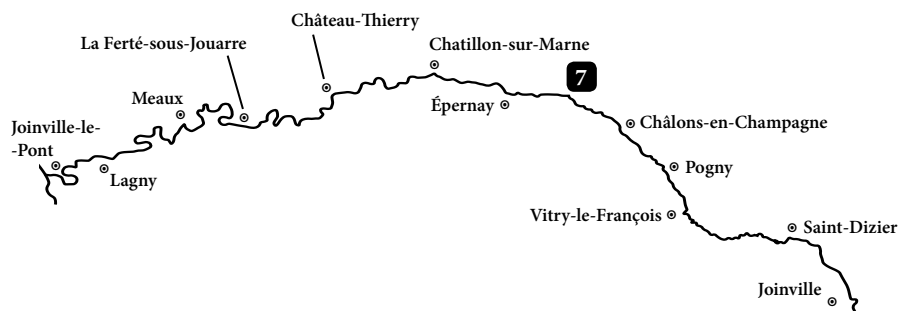 Château-Thierry
La Ferté-sous-Jouarre
Chatillon-sur-Marne
7
Meaux
Épernay
Joinville-le-
-Pont
Châlons-en-Champagne
Lagny
Pogny
Vitry-le-François
Saint-Dizier
Joinville